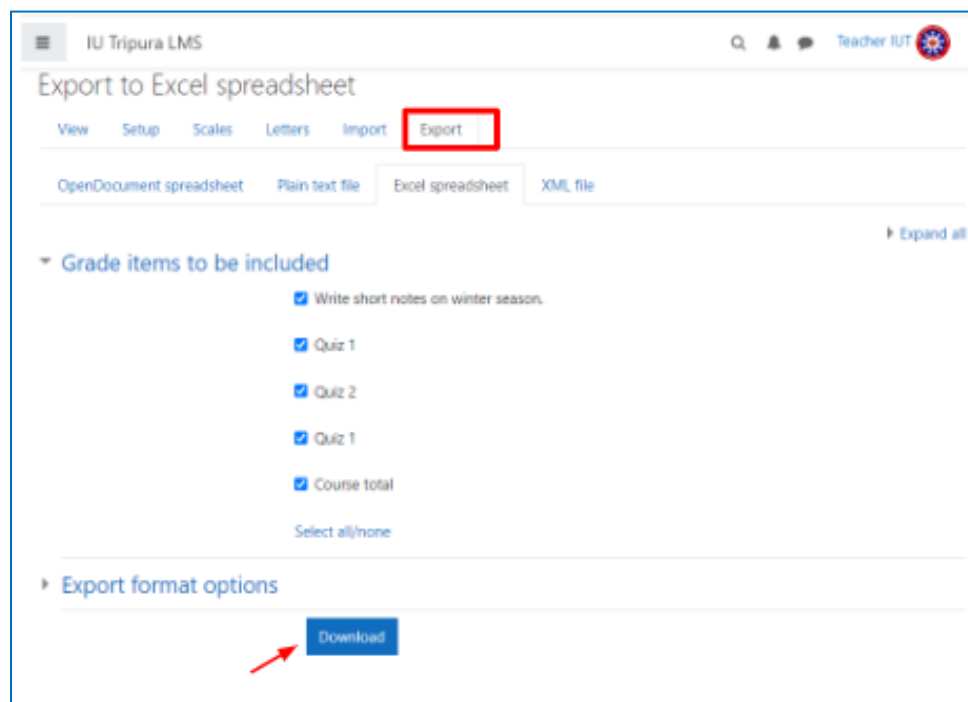 IU Tripura LMS
Teacher IUT
Export to Excel spreadsheet
View Setup Scales Letters Import Export
OpenDocument spreadsheet Plain text file Excel spreadsheet XML file
Expand all
Grade items to be included
Write short notes on winter season.
Quiz 1
Quiz 2
Quiz 1
Course total
Select all/none
Export format options
Download